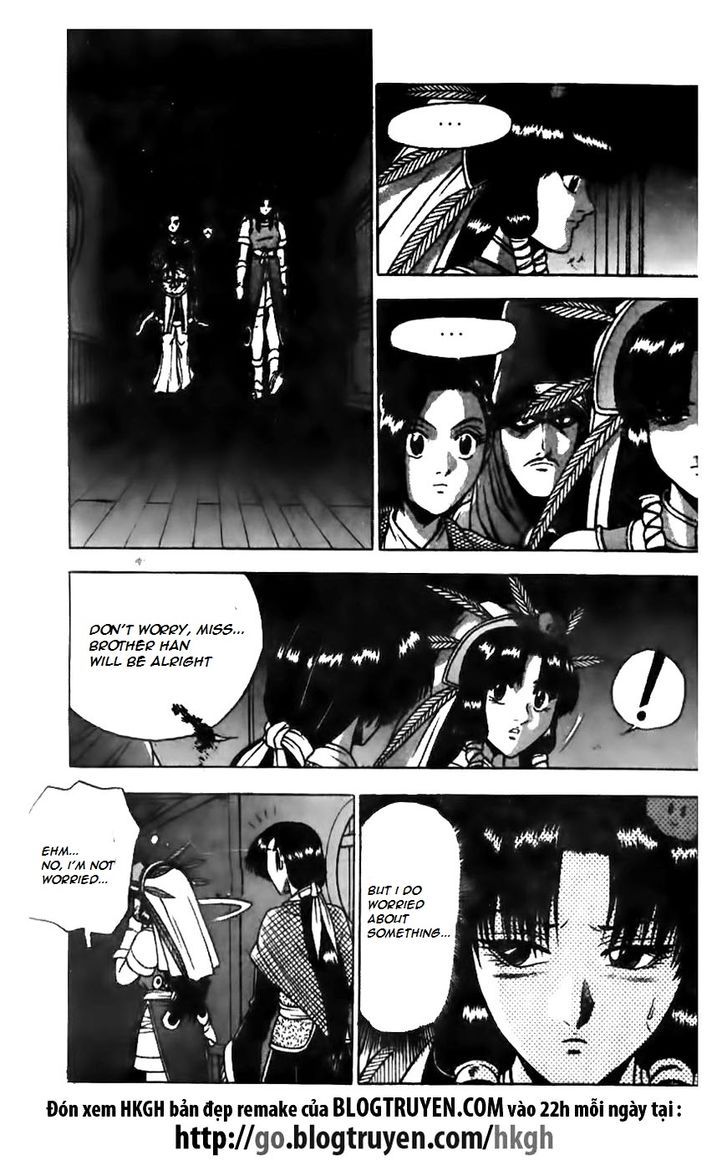 ...
...
DON'T WORRY, MISS...
BROTHER HAN
WILL BE ALRIGHT
!
EHM...
NO, I'M NOT
WORRIED...
BUT I DO
WORRIED
ABOUT
SOMETHING...
Đón xem HKGH bản đẹp remake của BLOGTRUYEN.COM vào 22h mỗi ngày tại :
http://go.blogtruyen.com/hkgh